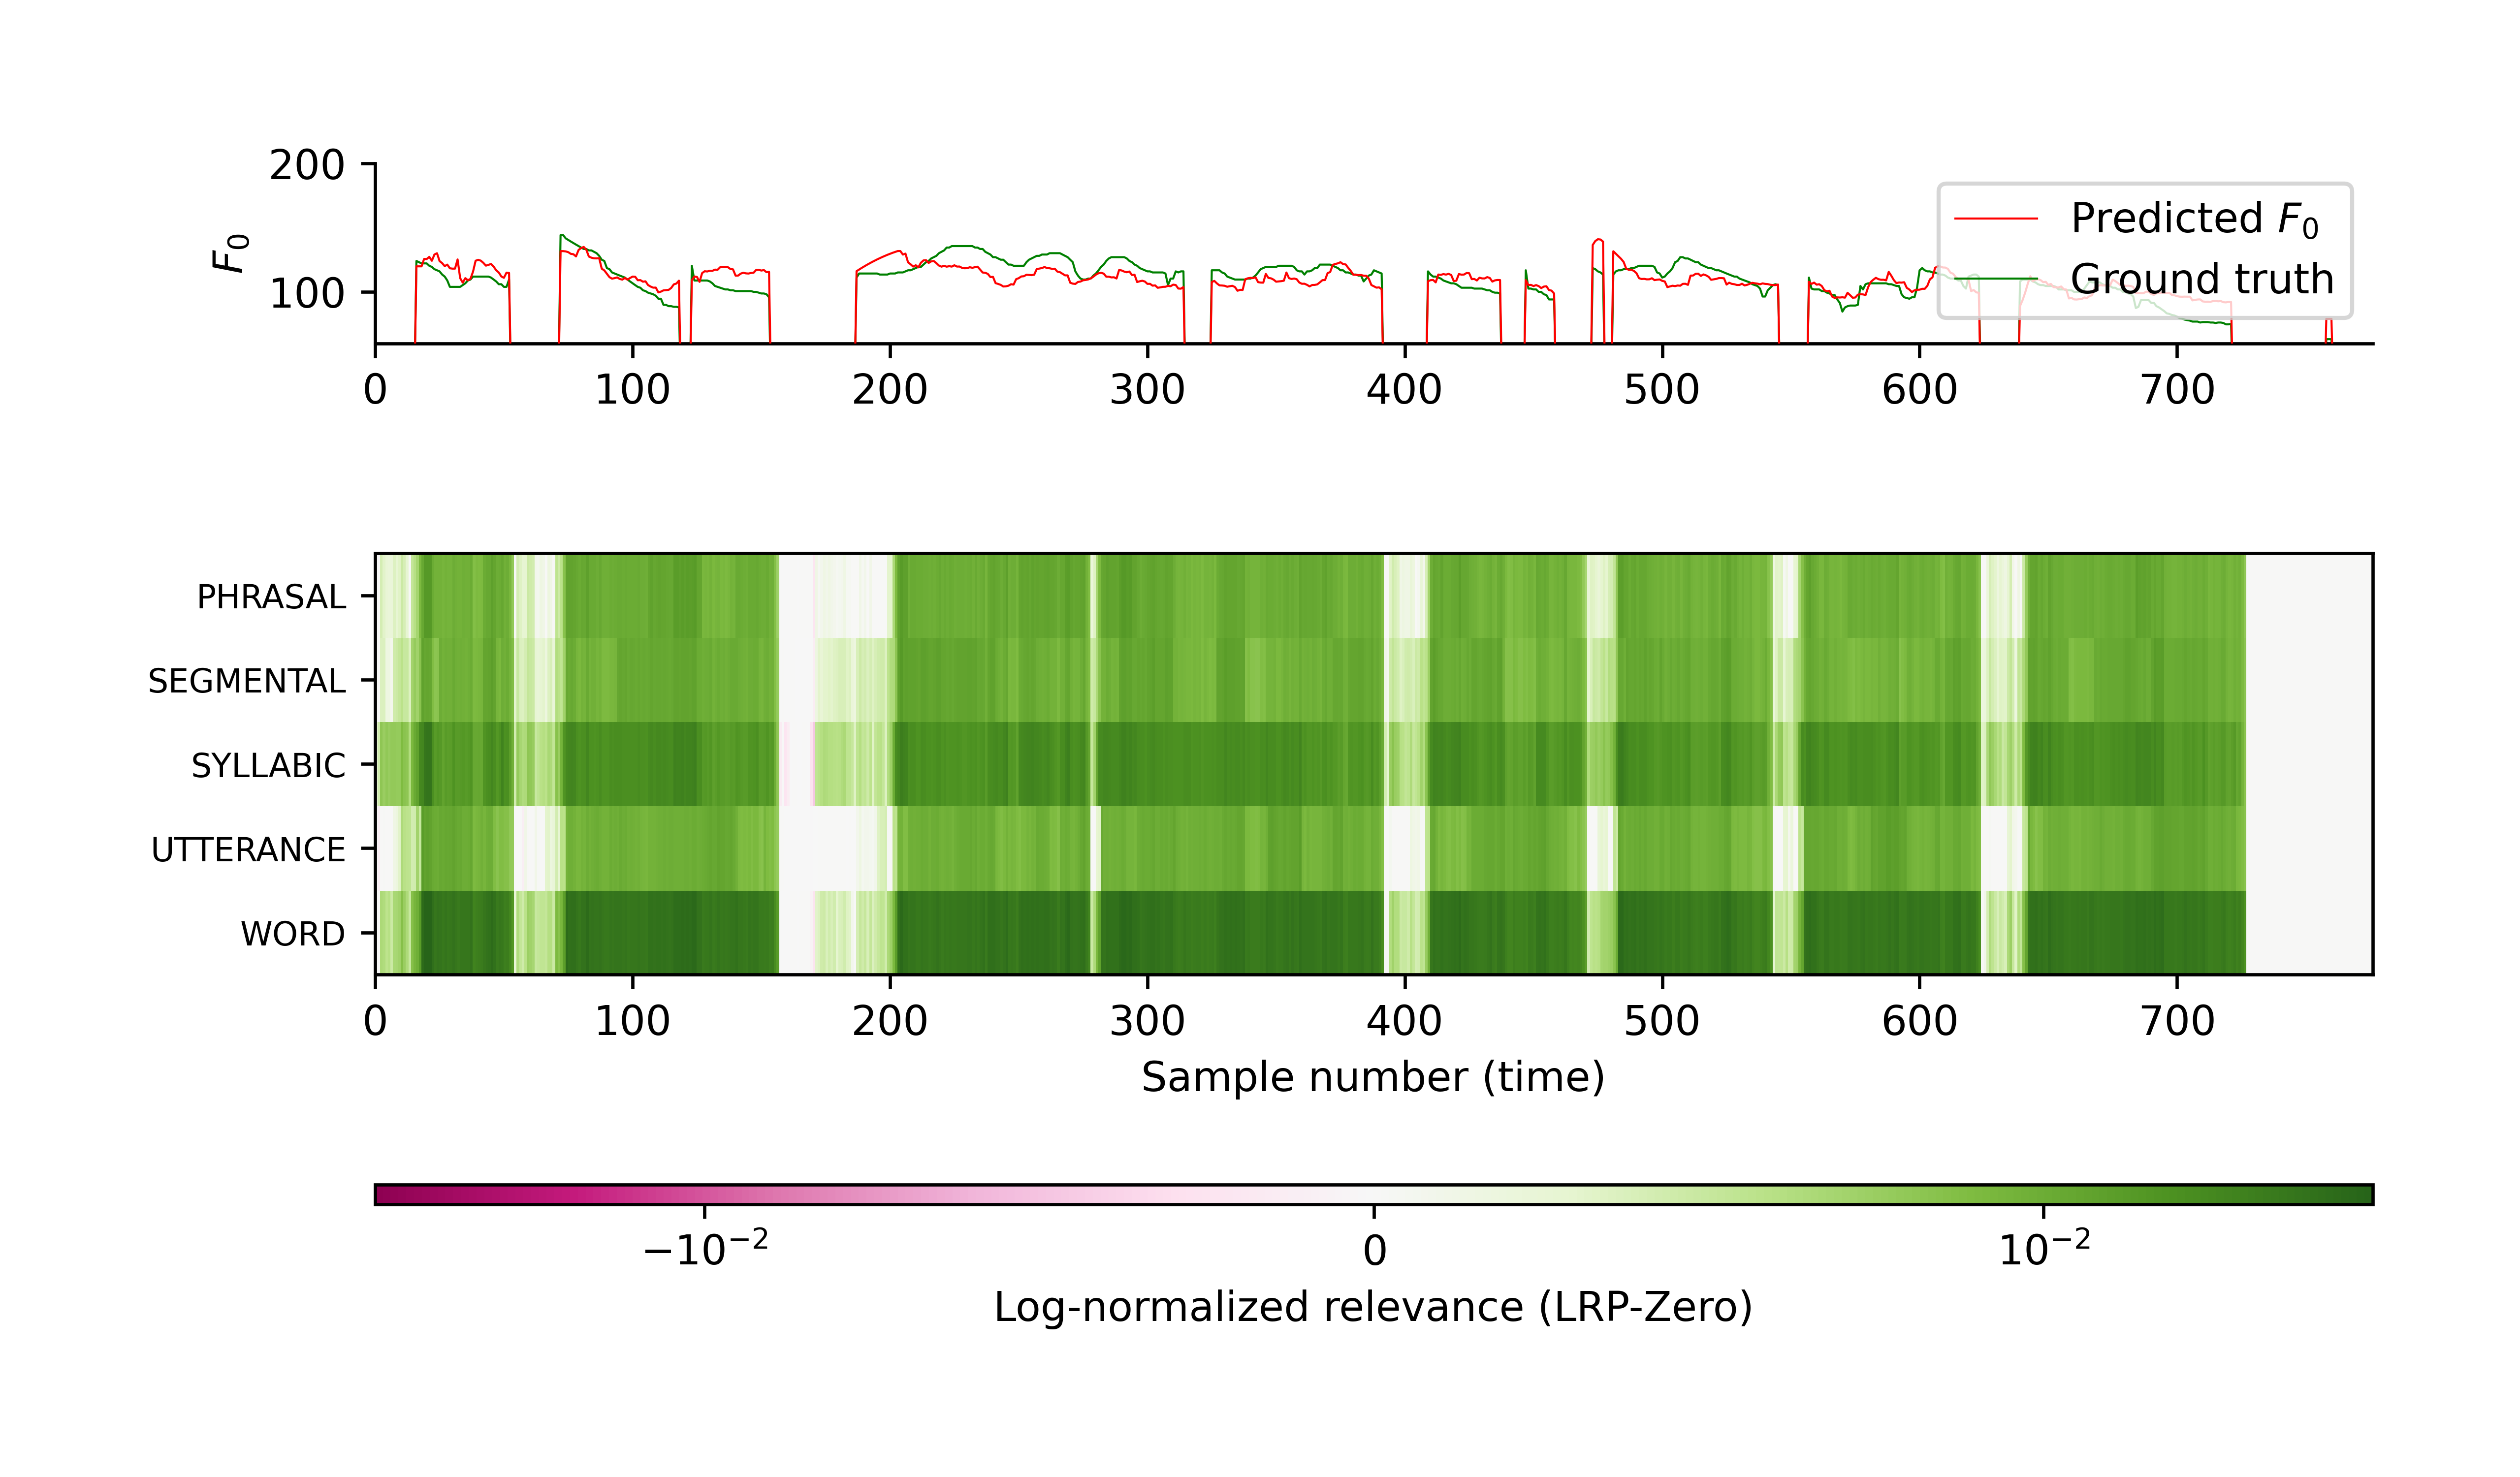 200
100
F₀
Predicted F₀
Ground truth
0 100 200 300 400 500 600 700
PHRASAL
SEGMENTAL
SYLLABIC
UTTERANCE
WORD
0 100 200 300 400 500 600 700
Sample number (time)
−10⁻² 0 10⁻²
Log-normalized relevance (LRP-Zero)